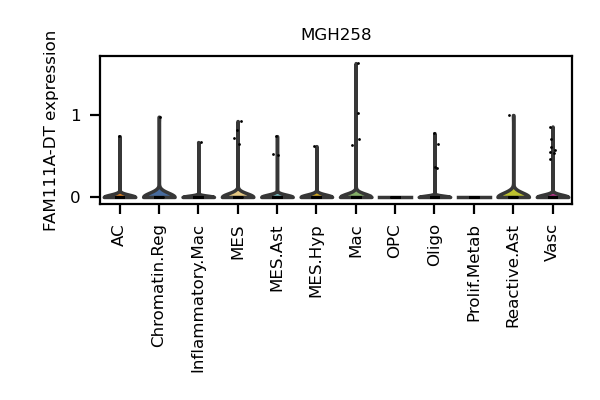 MGH258
FAM111A-DT expression
1
0
AC
Chromatin.Reg
Inflammatory.Mac
MES
MES.Ast
MES.Hyp
Mac
OPC
Oligo
Prolif.Metab
Reactive.Ast
Vasc